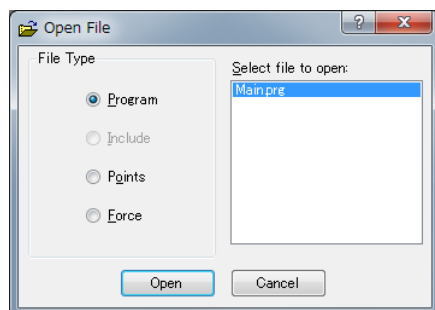 Open File
?
X
File Type
Program
Include
Points
Force
Select file to open:
Main.prg
Open
Cancel